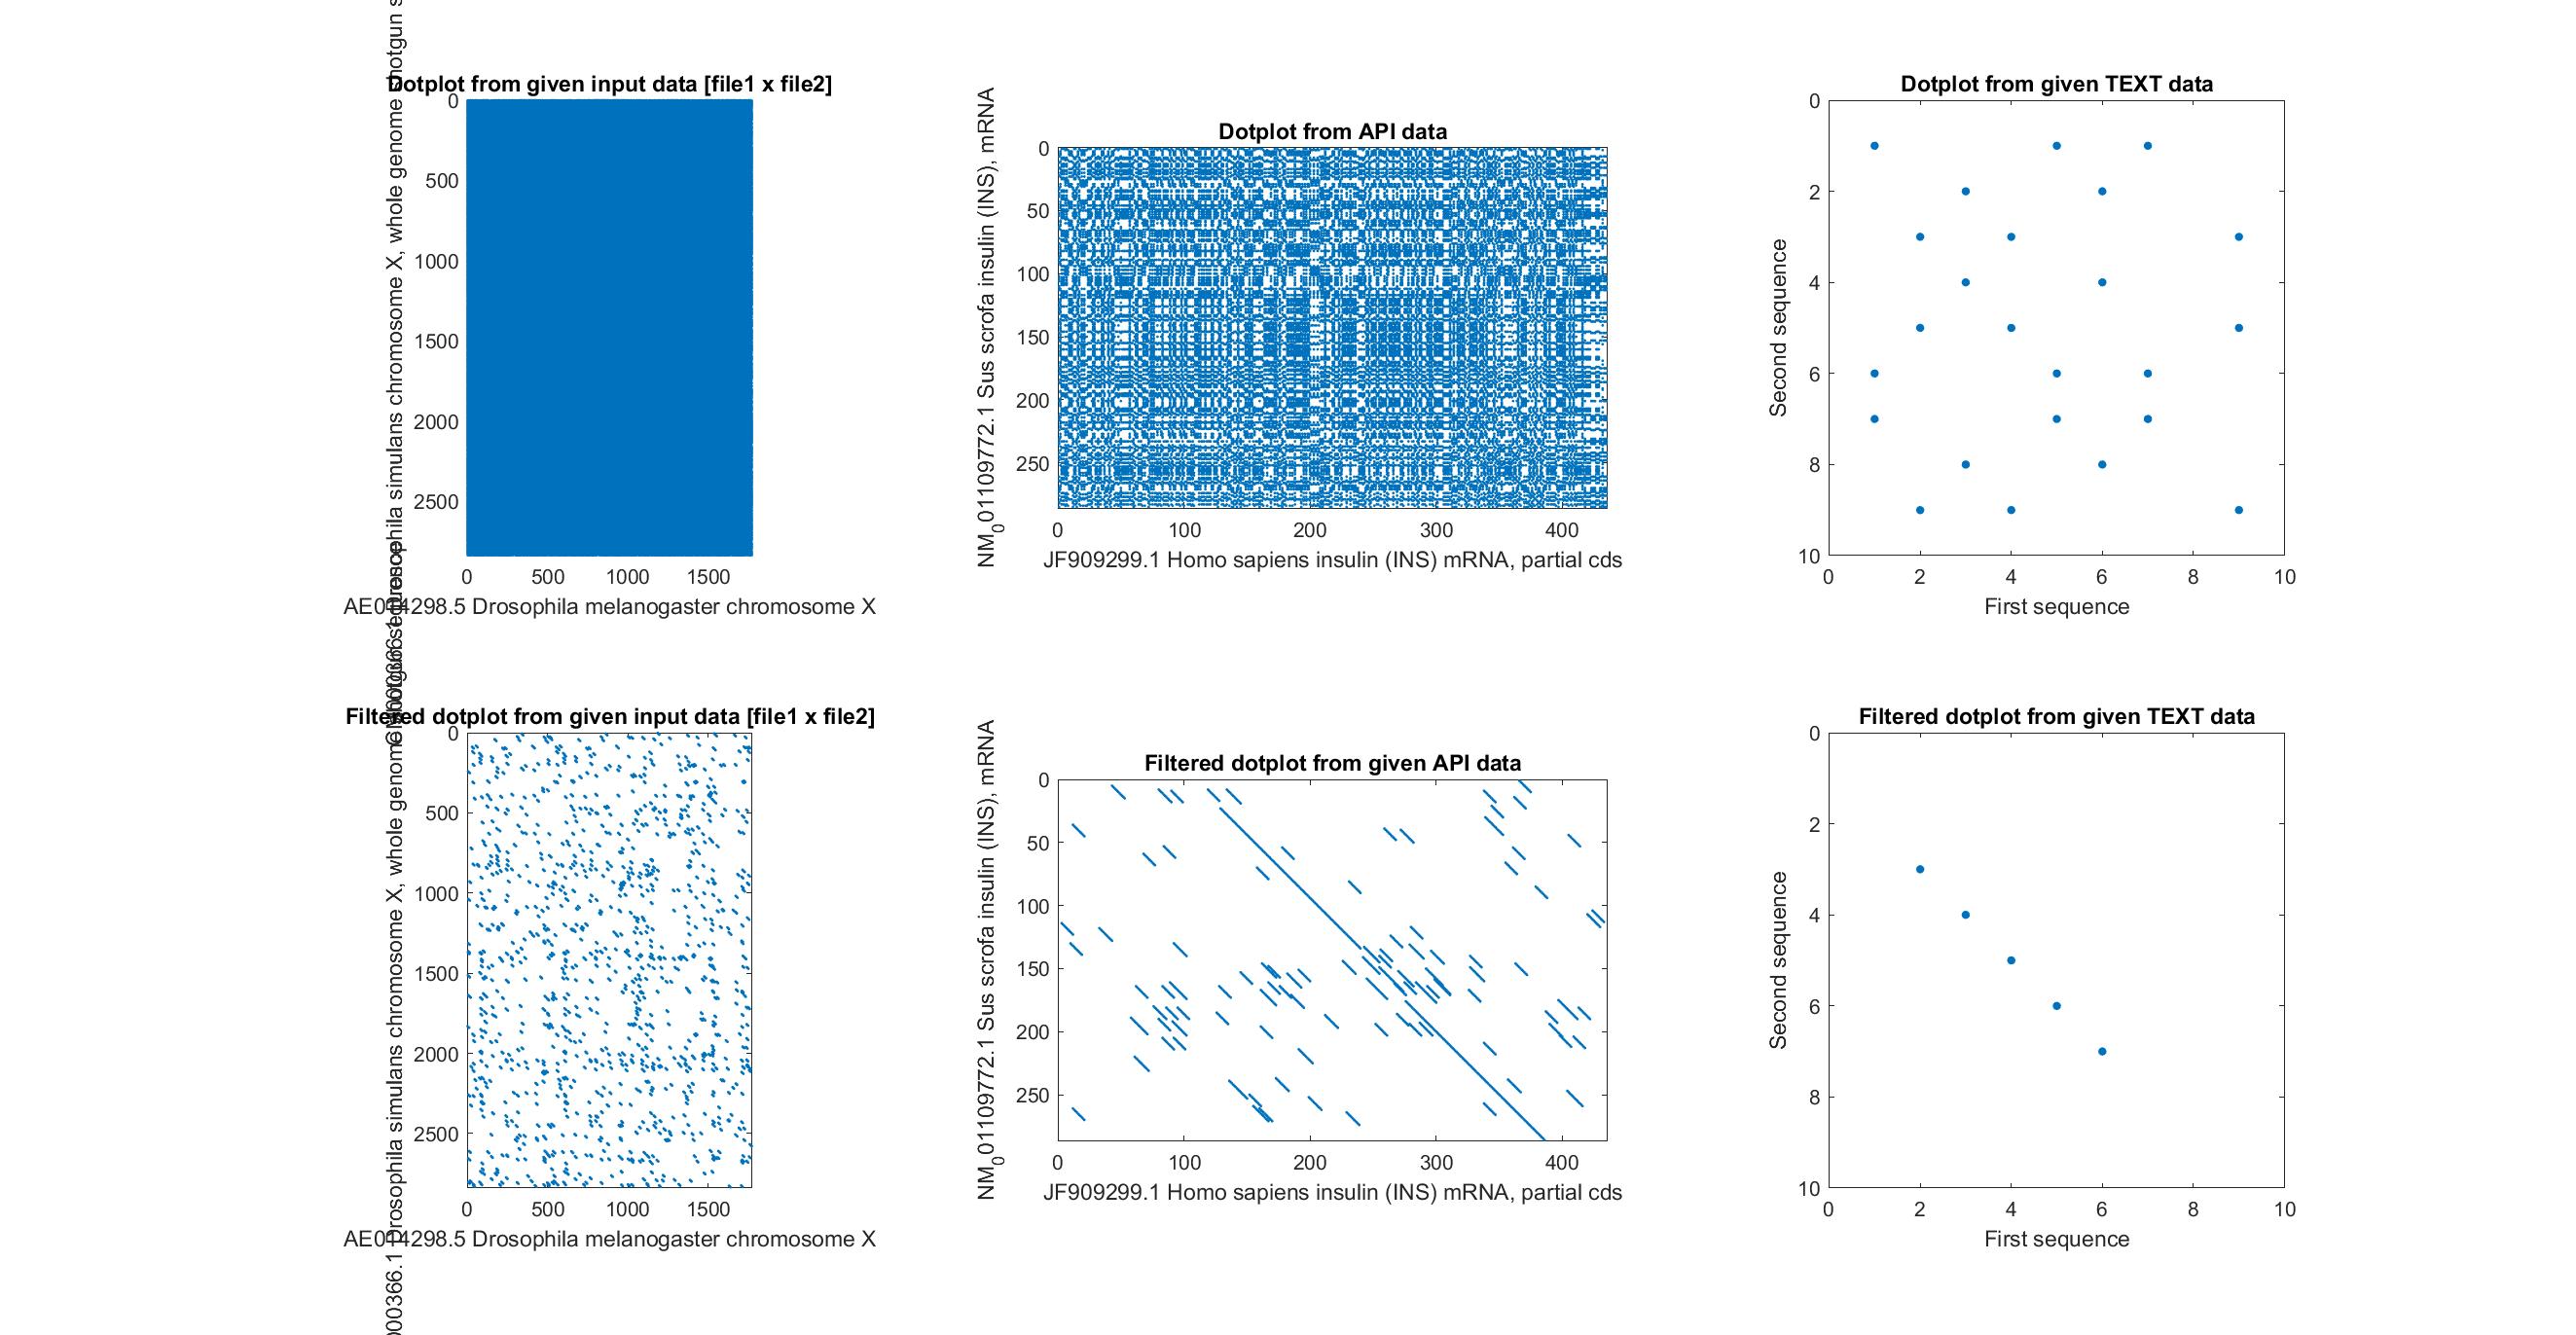 Dotplot from given input data [file1 x file2]
0
500
1000
1500
2000
2500
0 500 1000 1500
AE014298.5 Drosophila melanogaster chromosome X
simulans chromosome X, whole genome
Dotplot from API data
NM_001109772.1 Sus scrofa insulin (INS), mRNA
0
50
100
150
200
250
0 100 200 300 400
JF909299.1 Homo sapiens insulin (INS) mRNA, partial cds
Dotplot from given TEXT data
Second sequence
0
2
4
6
8
10
0 2 4 6 8 10
First sequence
Filtered dotplot from given input data [file1 x file2]
000366.1 Drosophila simulans chromosome X, whole genome
0
500
1000
1500
2000
2500
0 500 1000 1500
AE014298.5 Drosophila melanogaster chromosome X
Filtered dotplot from given API data
NM_001109772.1 Sus scrofa insulin (INS), mRNA
0
50
100
150
200
250
0 100 200 300 400
JF909299.1 Homo sapiens insulin (INS) mRNA, partial cds
Filtered dotplot from given TEXT data
Second sequence
0
2
4
6
8
10
0 2 4 6 8 10
First sequence